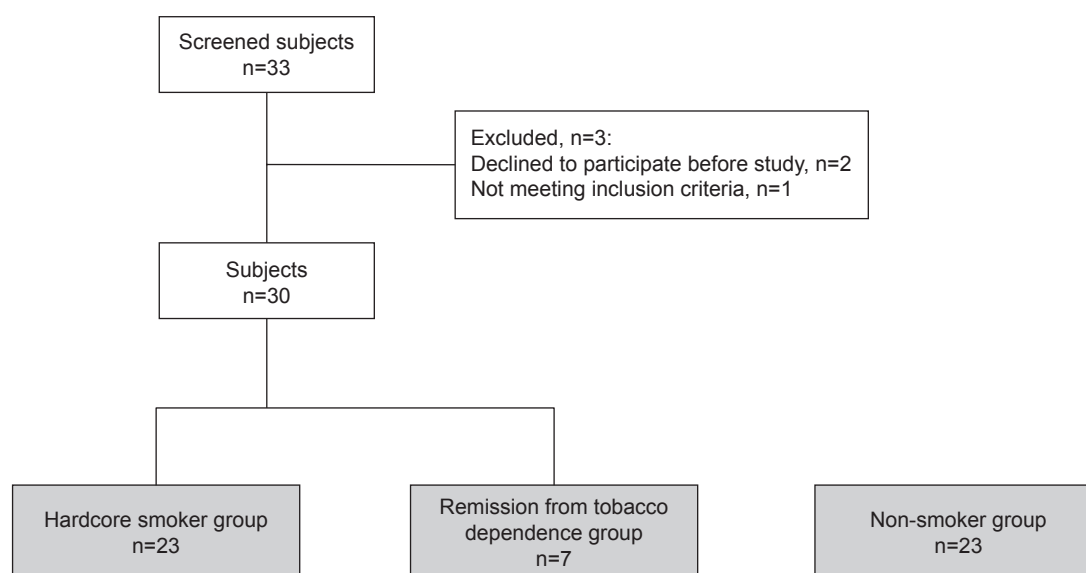 Screened subjects
n=33
Excluded, n=3:
Declined to participate before study, n=2
Not meeting inclusion criteria, n=1
Subjects
n=30
Hardcore smoker group
n=23
Remission from tobacco
dependence group
n=7
Non-smoker group
n=23